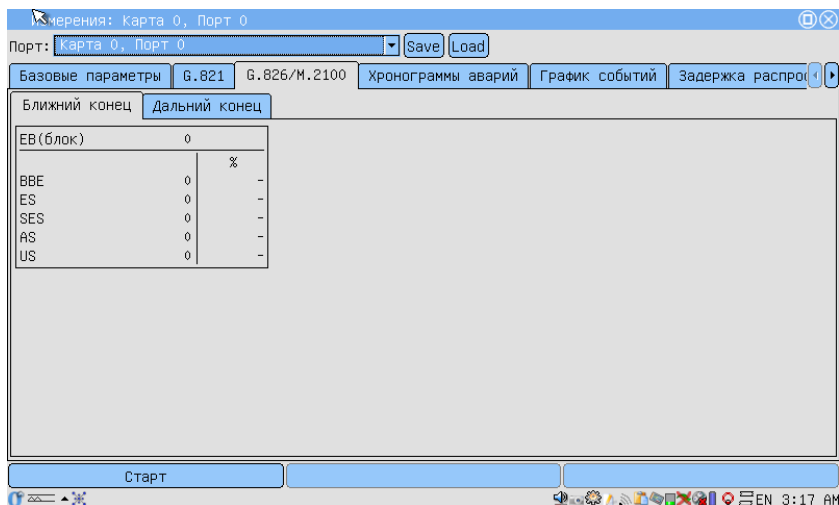 Измерения: Карта 0, Порт 0
Порт: Карта 0, Порт 0 Save Load
Базовые параметры G.821 G.826/M.2100 Хронограммы аварий График событий Задержка распрос
Ближний конец Дальний конец
EB(блок) 0
%
BBE 0 -
ES 0 -
SES 0 -
AS 0 -
US 0 -
Старт
EN 3:17 AM